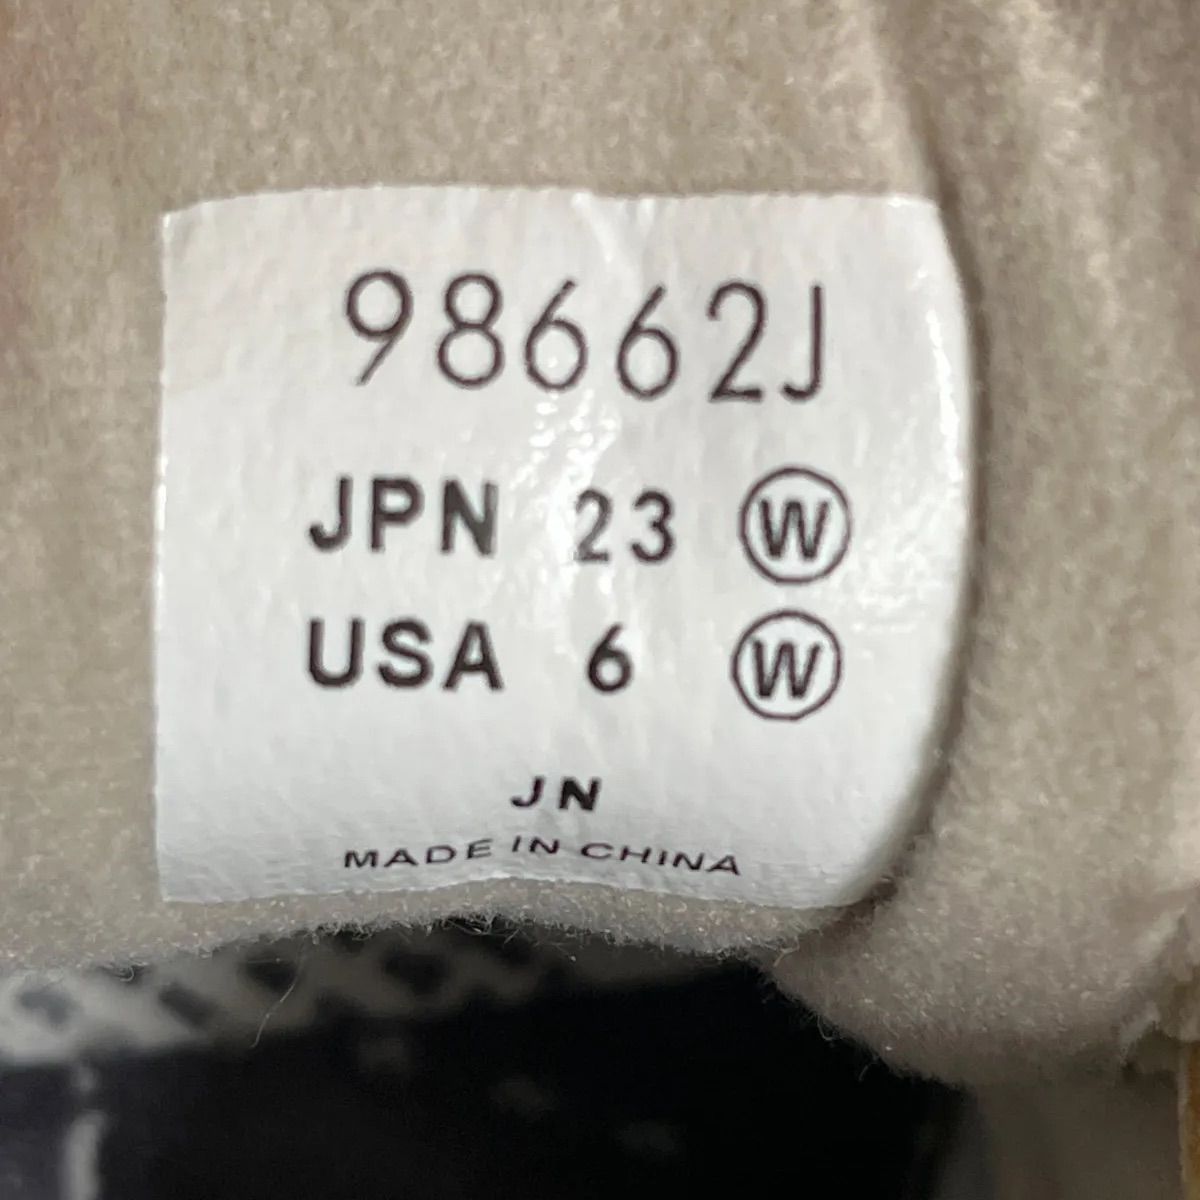 98662J
JPN 23 Ⓦ
USA 6 Ⓦ
JN
MADE IN CHINA